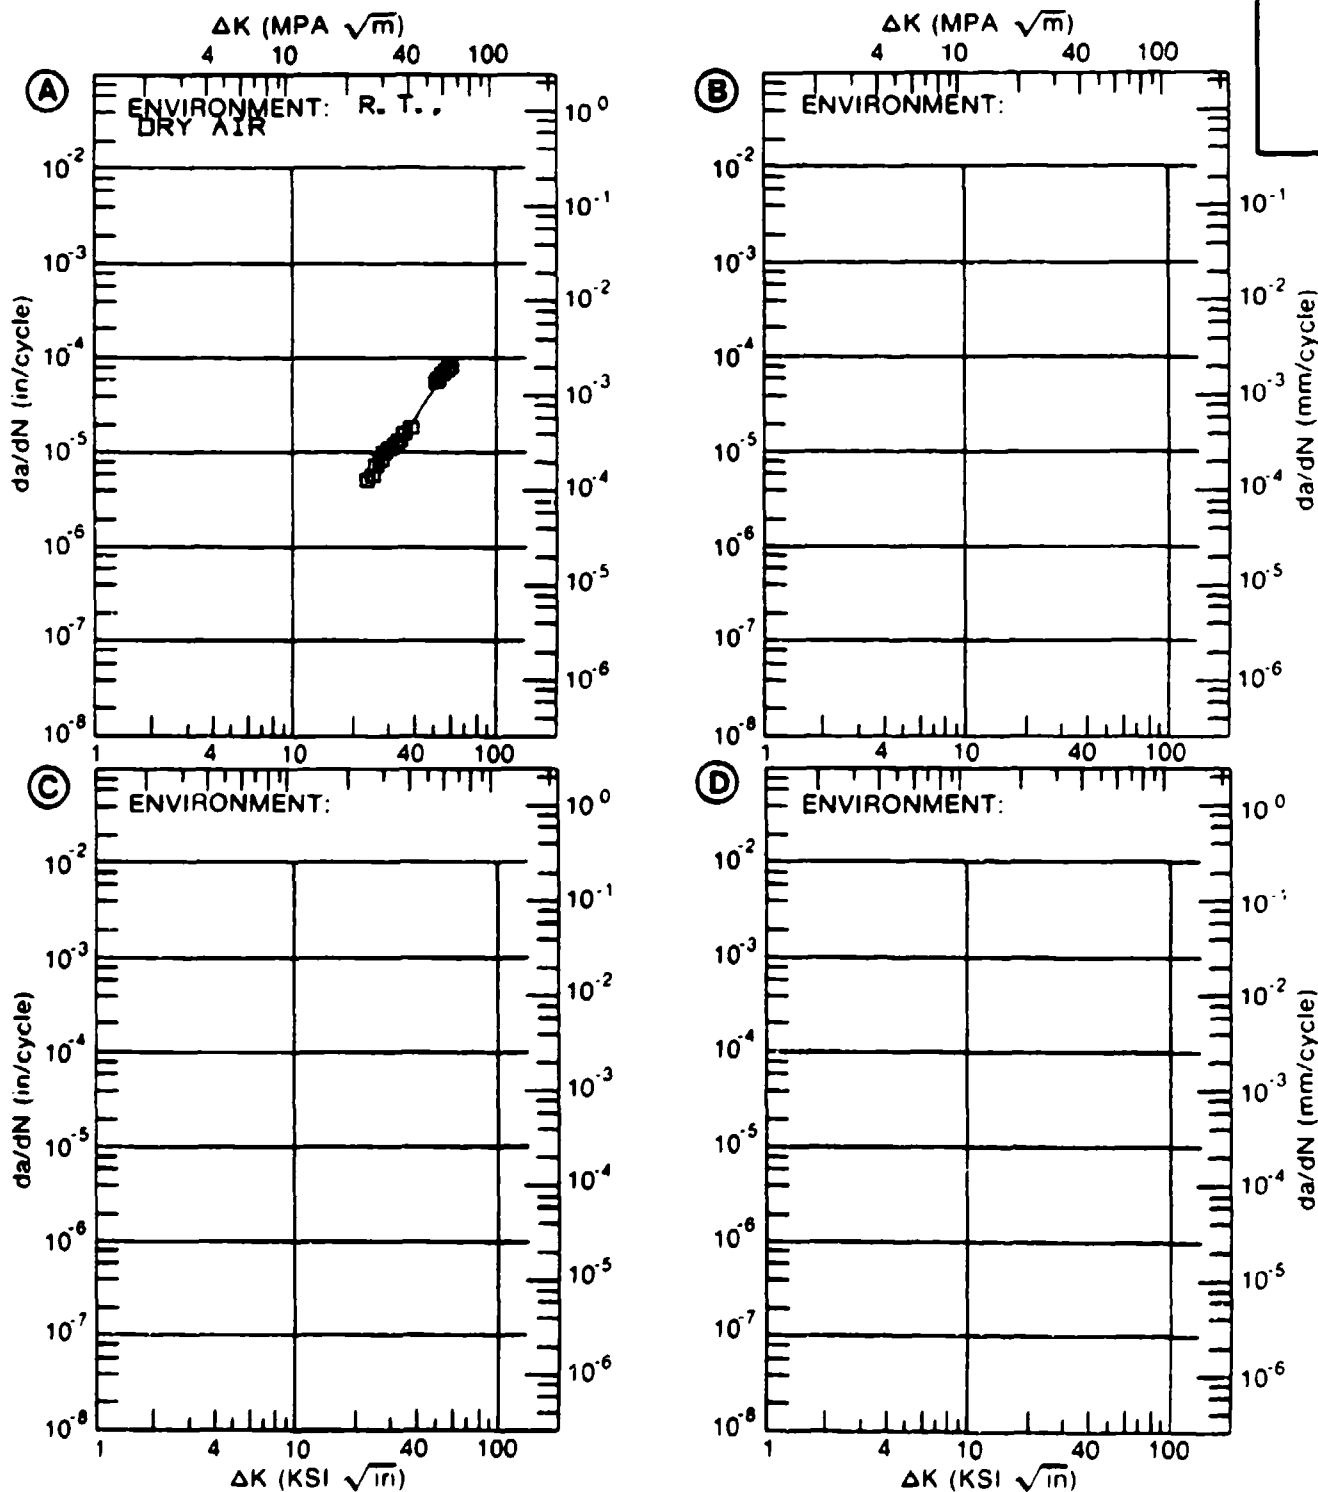 ΔK (MPA √m)
4 10 40 100
A
ENVIRONMENT: R. T.,
DRY AIR
da/dN (in/cycle)
10⁻²
10⁻³
10⁻⁴
10⁻⁵
10⁻⁶
10⁻⁷
10⁻⁸
10⁰
10⁻¹
10⁻²
10⁻³
10⁻⁴
10⁻⁵
10⁻⁶
1 4 10 40 100
ΔK (MPA √m)
4 10 40 100
B
ENVIRONMENT:
10⁻²
10⁻³
10⁻⁴
10⁻⁵
10⁻⁶
10⁻⁷
10⁻⁸
10⁻¹
10⁻²
10⁻³
10⁻⁴
10⁻⁵
10⁻⁶
da/dN (mm/cycle)
1 4 10 40 100
C
ENVIRONMENT:
da/dN (in/cycle)
10⁻²
10⁻³
10⁻⁴
10⁻⁵
10⁻⁶
10⁻⁷
10⁻⁸
10⁰
10⁻¹
10⁻²
10⁻³
10⁻⁴
10⁻⁵
10⁻⁶
1 4 10 40 100
ΔK (KSI √in)
D
ENVIRONMENT:
10⁻²
10⁻³
10⁻⁴
10⁻⁵
10⁻⁶
10⁻⁷
10⁻⁸
10⁰
10⁻¹
10⁻²
10⁻³
10⁻⁴
10⁻⁵
10⁻⁶
da/dN (mm/cycle)
1 4 10 40 100
ΔK (KSI √in)